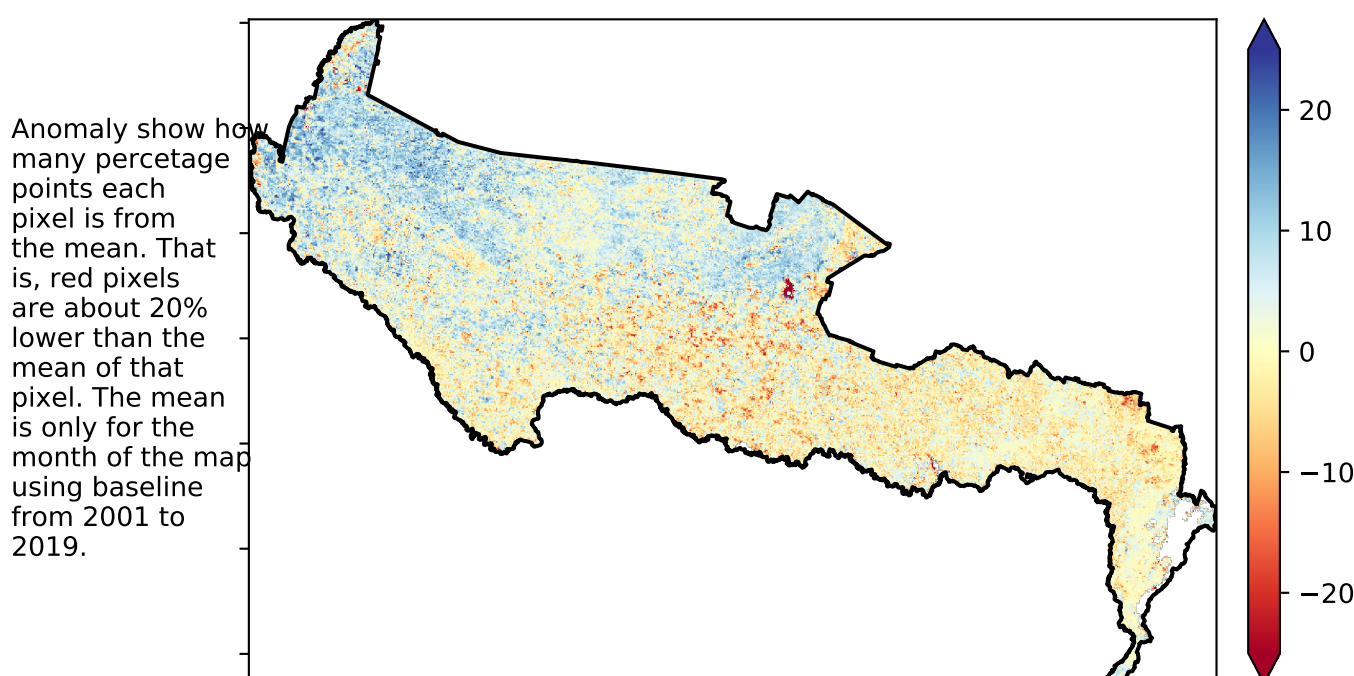 Anomaly show how
many percetage
points each
pixel is from
the mean. That
is, red pixels
are about 20%
lower than the
mean of that
pixel. The mean
is only for the
month of the map
using baseline
from 2001 to
2019.
20
10
0
−10
−20